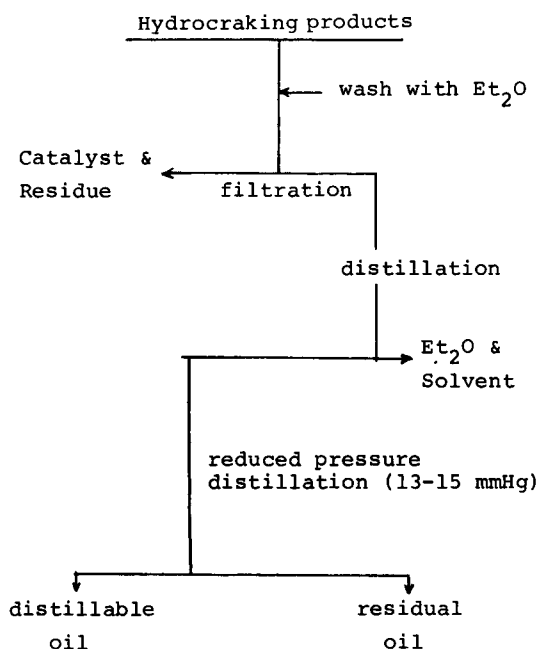 Hydrocraking products
wash with Et₂O
Catalyst &
Residue
filtration
distillation
Et₂O &
Solvent
reduced pressure
distillation (13-15 mmHg)
distillable
oil
residual
oil